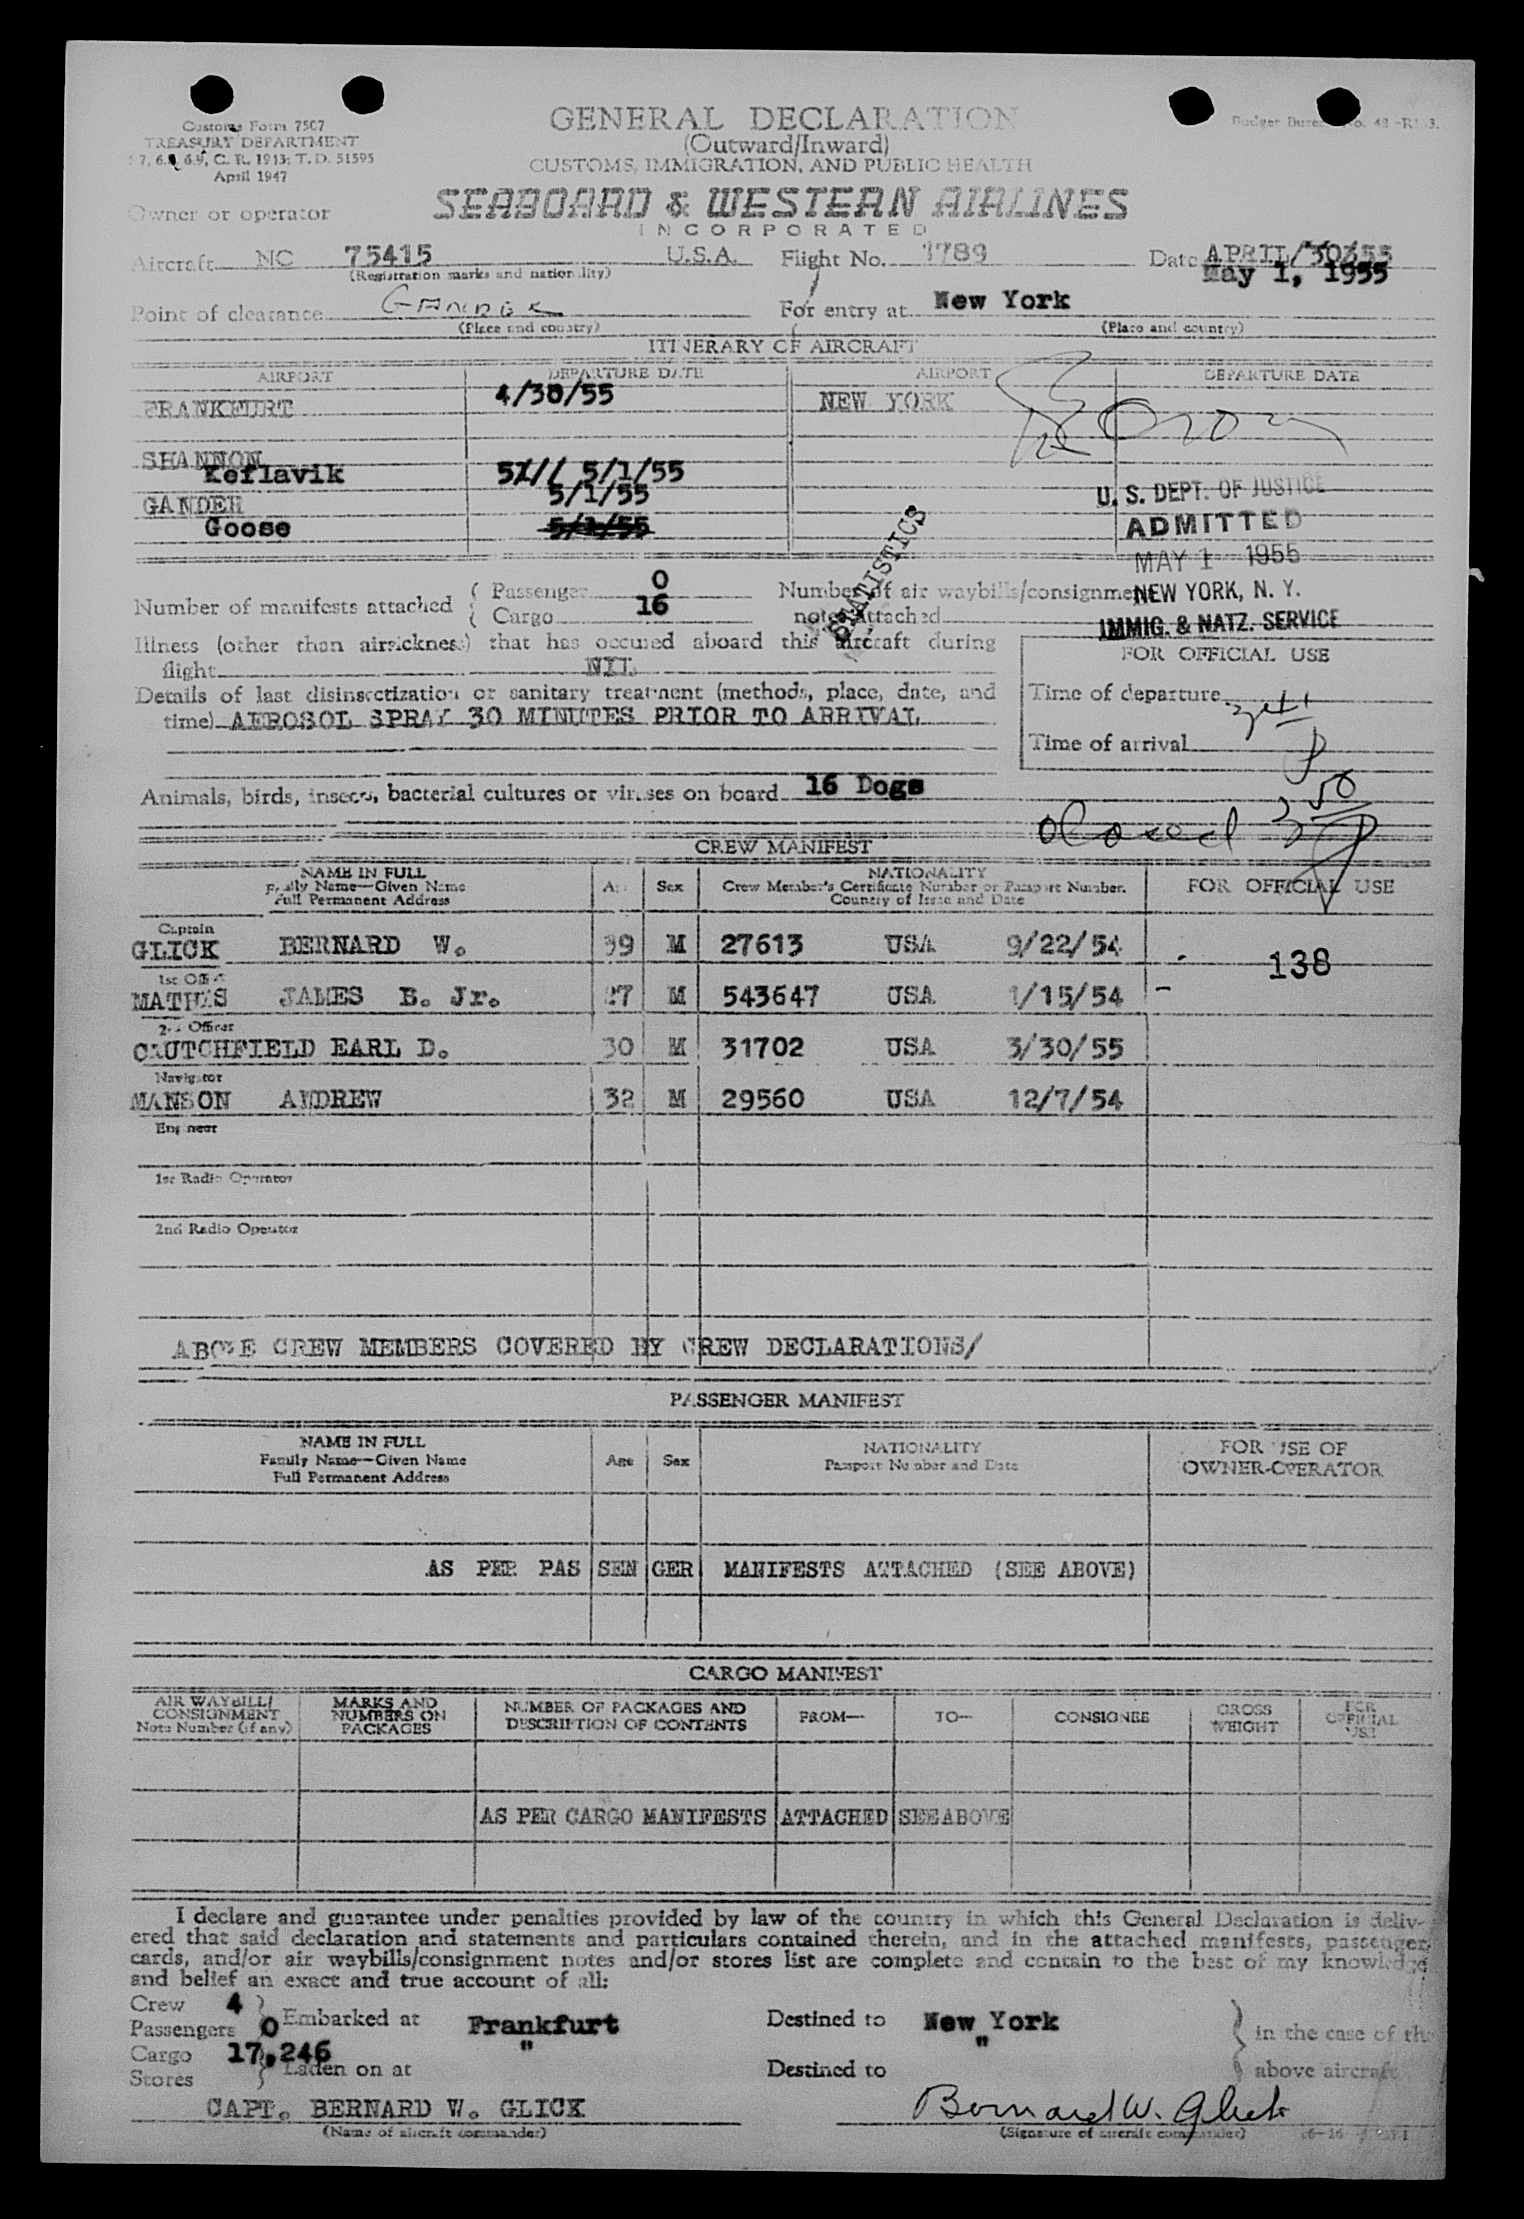 Customs Form 7507
TREASURY DEPARTMENT
C. R. 1943; T. D. 51595
April 1947
GENERAL DECLARATION
(Outward/Inward)
CUSTOMS, IMMIGRATION, AND PUBLIC HEALTH
Owner or operator
SEABOARD & WESTERN AIRLINES
INCORPORATED
Aircraft NC 75415 U.S.A. Flight No. 1789 Date APRIL/30/55
(Registration marks and nationality) May 1, 1955
Point of clearance Gander For entry at New York
(Place and country) (Place and country)
ITINERARY OF AIRCRAFT
AIRPORT DEPARTURE DATE AIRPORT DEPARTURE DATE
FRANKFURT 4/30/55 NEW YORK
SHANNON
Keflavik 5/1/55
GANDER 5/1/55
Goose 5/1/55
STATISTICS
U. S. DEPT. OF JUSTICE
ADMITTED
MAY 1 1955
NEW YORK, N. Y.
IMMIG. & NATZ. SERVICE
Number of manifests attached { Passenger 0 Number of air waybills/consignment
{ Cargo 16 notes attached
Illness (other than airsickness) that has occured aboard this aircraft during
flight NIL
FOR OFFICIAL USE
Details of last disinsectization or sanitary treatment (methods, place, date, and
time) AEROSOL SPRAY 30 MINUTES PRIOR TO ARRIVAL
Time of departure
Time of arrival
Animals, birds, insects, bacterial cultures or viruses on board 16 Dogs
CREW MANIFEST
NAME IN FULL
Family Name—Given Name
Full Permanent Address
Age Sex
NATIONALITY
Crew Member's Certificate Number or Passport Number.
Country of Issue and Date
FOR OFFICIAL USE
Captain
GLICK BERNARD W. 39 M 27613 USA 9/22/54 138
1st Officer
JAMES B. Jr. 27 M 543647 USA 1/15/54
2nd Officer
CRUTCHFIELD EARL D. 30 M 31702 USA 3/30/55
Navigator
MANSON ANDREW 32 M 29560 USA 12/7/54
Engineer
1st Radio Operator
2nd Radio Operator
ABOVE CREW MEMBERS COVERED BY CREW DECLARATIONS/
PASSENGER MANIFEST
NAME IN FULL
Family Name—Given Name
Full Permanent Address
Age Sex
NATIONALITY
Passport Number and Date
FOR USE OF
OWNER-OPERATOR
AS PER PAS SEN GER MANIFESTS ATTACHED (SEE ABOVE)
CARGO MANIFEST
AIR WAYBILL/
CONSIGNMENT
Note Number (if any)
MARKS AND
NUMBERS ON
PACKAGES
NUMBER OF PACKAGES AND
DESCRIPTION OF CONTENTS
FROM— TO— CONSIGNEE
GROSS
WEIGHT
FOR
OFFICIAL
USE
AS PER CARGO MANIFESTS ATTACHED SEE ABOVE
I declare and guarantee under penalties provided by law of the country in which this General Declaration is deliv-
ered that said declaration and statements and particulars contained therein, and in the attached manifests, passenger
cards, and/or air waybills/consignment notes and/or stores list are complete and contain to the best of my knowledge
and belief an exact and true account of all:
Crew 4
Passengers 0 } Embarked at Frankfurt Destined to New York } in the case of the
Cargo 17,246 " "
Stores } Laden on at Destined to above aircraft
CAPT. BERNARD W. GLICK Bernard W. Glick
(Name of aircraft commander) (Signature of aircraft commander)